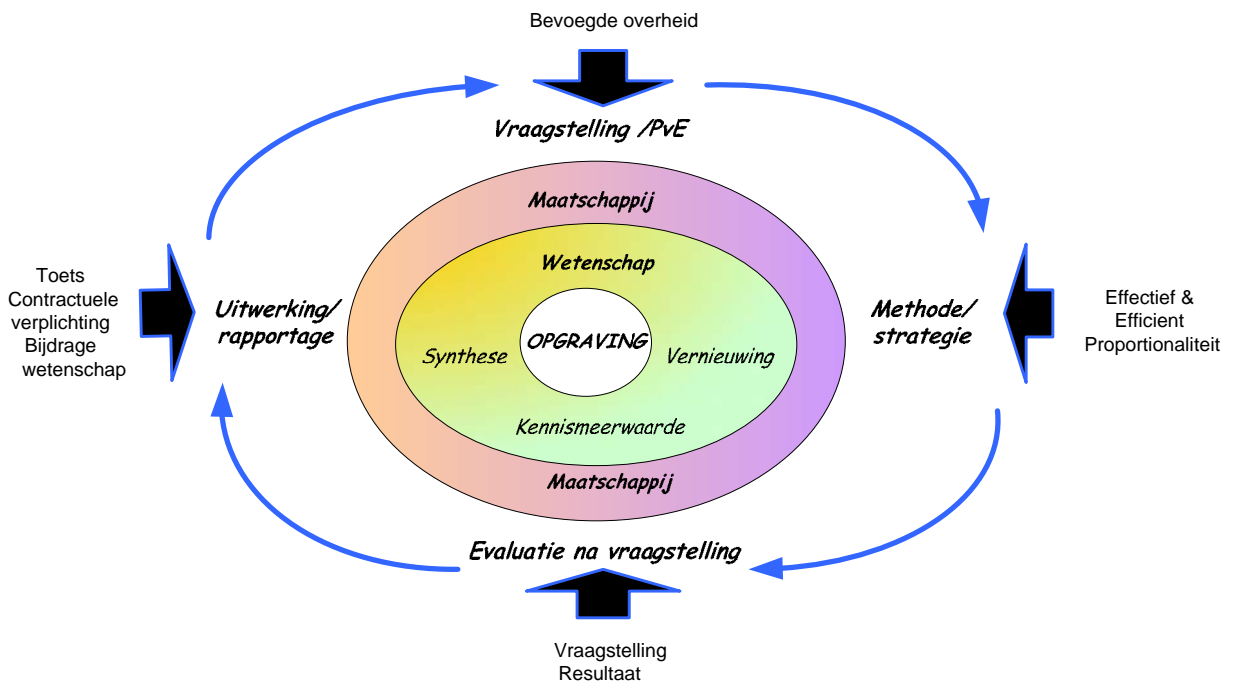 Bevoegde overheid
Vraagstelling /PvE
Maatschappij
Wetenschap
Toets
Contractuele
verplichting
Bijdrage
wetenschap
Uitwerking/
rapportage
OPGRAVING
Synthese
Vernieuwing
Methode/
strategie
Effectief &
Efficient
Proportionaliteit
Kennismeerwaarde
Maatschappij
Evaluatie na vraagstelling
Vraagstelling
Resultaat